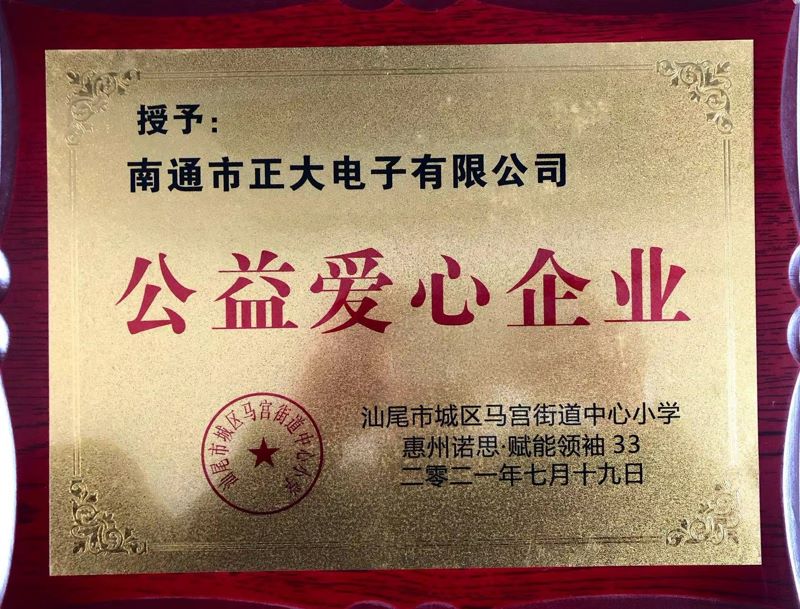 授予：
南通市正大电子有限公司
公益爱心企业
汕尾市城区马宫街道中心小学
汕尾市城区马宫街道中心小学
惠州诺思·赋能领袖 33
二零二一年七月十九日